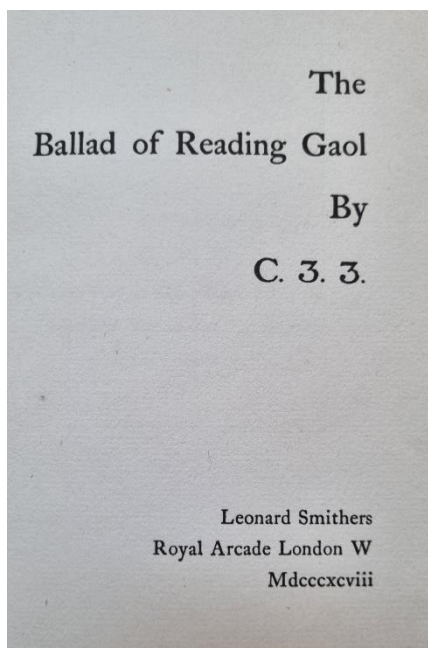 The
Ballad of Reading Gaol
By
C. 3. 3.
Leonard Smithers
Royal Arcade London W
Mdcccxcviii